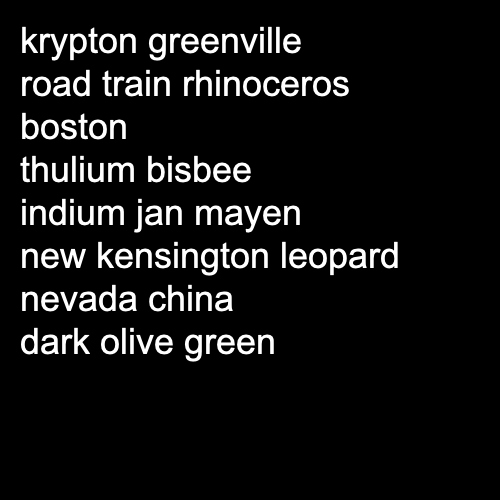 krypton greenville
road train rhinoceros
boston
thulium bisbee
indium jan mayen
new kensington leopard
nevada china
dark olive green